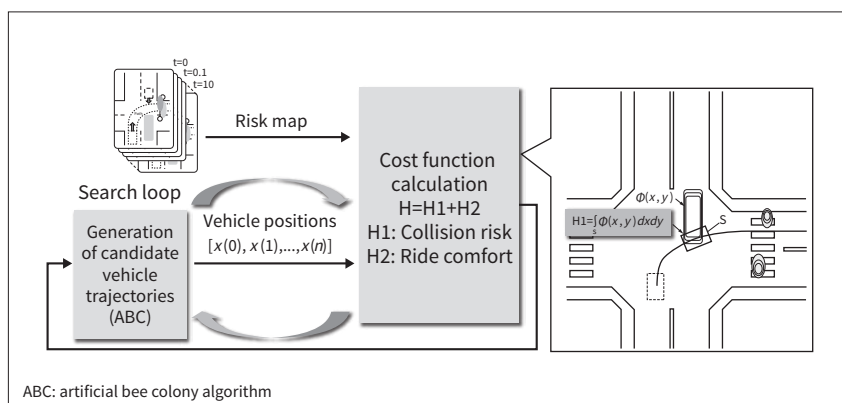 t=0
t=0.1
t=10
Risk map
Search loop
Generation
of candidate
vehicle
trajectories
(ABC)
Vehicle positions
[x(0), x(1),...,x(n)]
Cost function
calculation
H=H1+H2
H1: Collision risk
H2: Ride comfort
Φ(x, y)
S
H1=∫Φ(x, y)dxdy
s
ABC: artificial bee colony algorithm